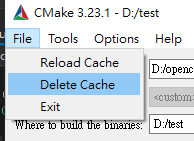 CMake 3.23.1 - D:/test
File Tools Options Help
Reload Cache
Delete Cache
Exit
D:/openc
<custom
Where to build the binaries:
D:/test